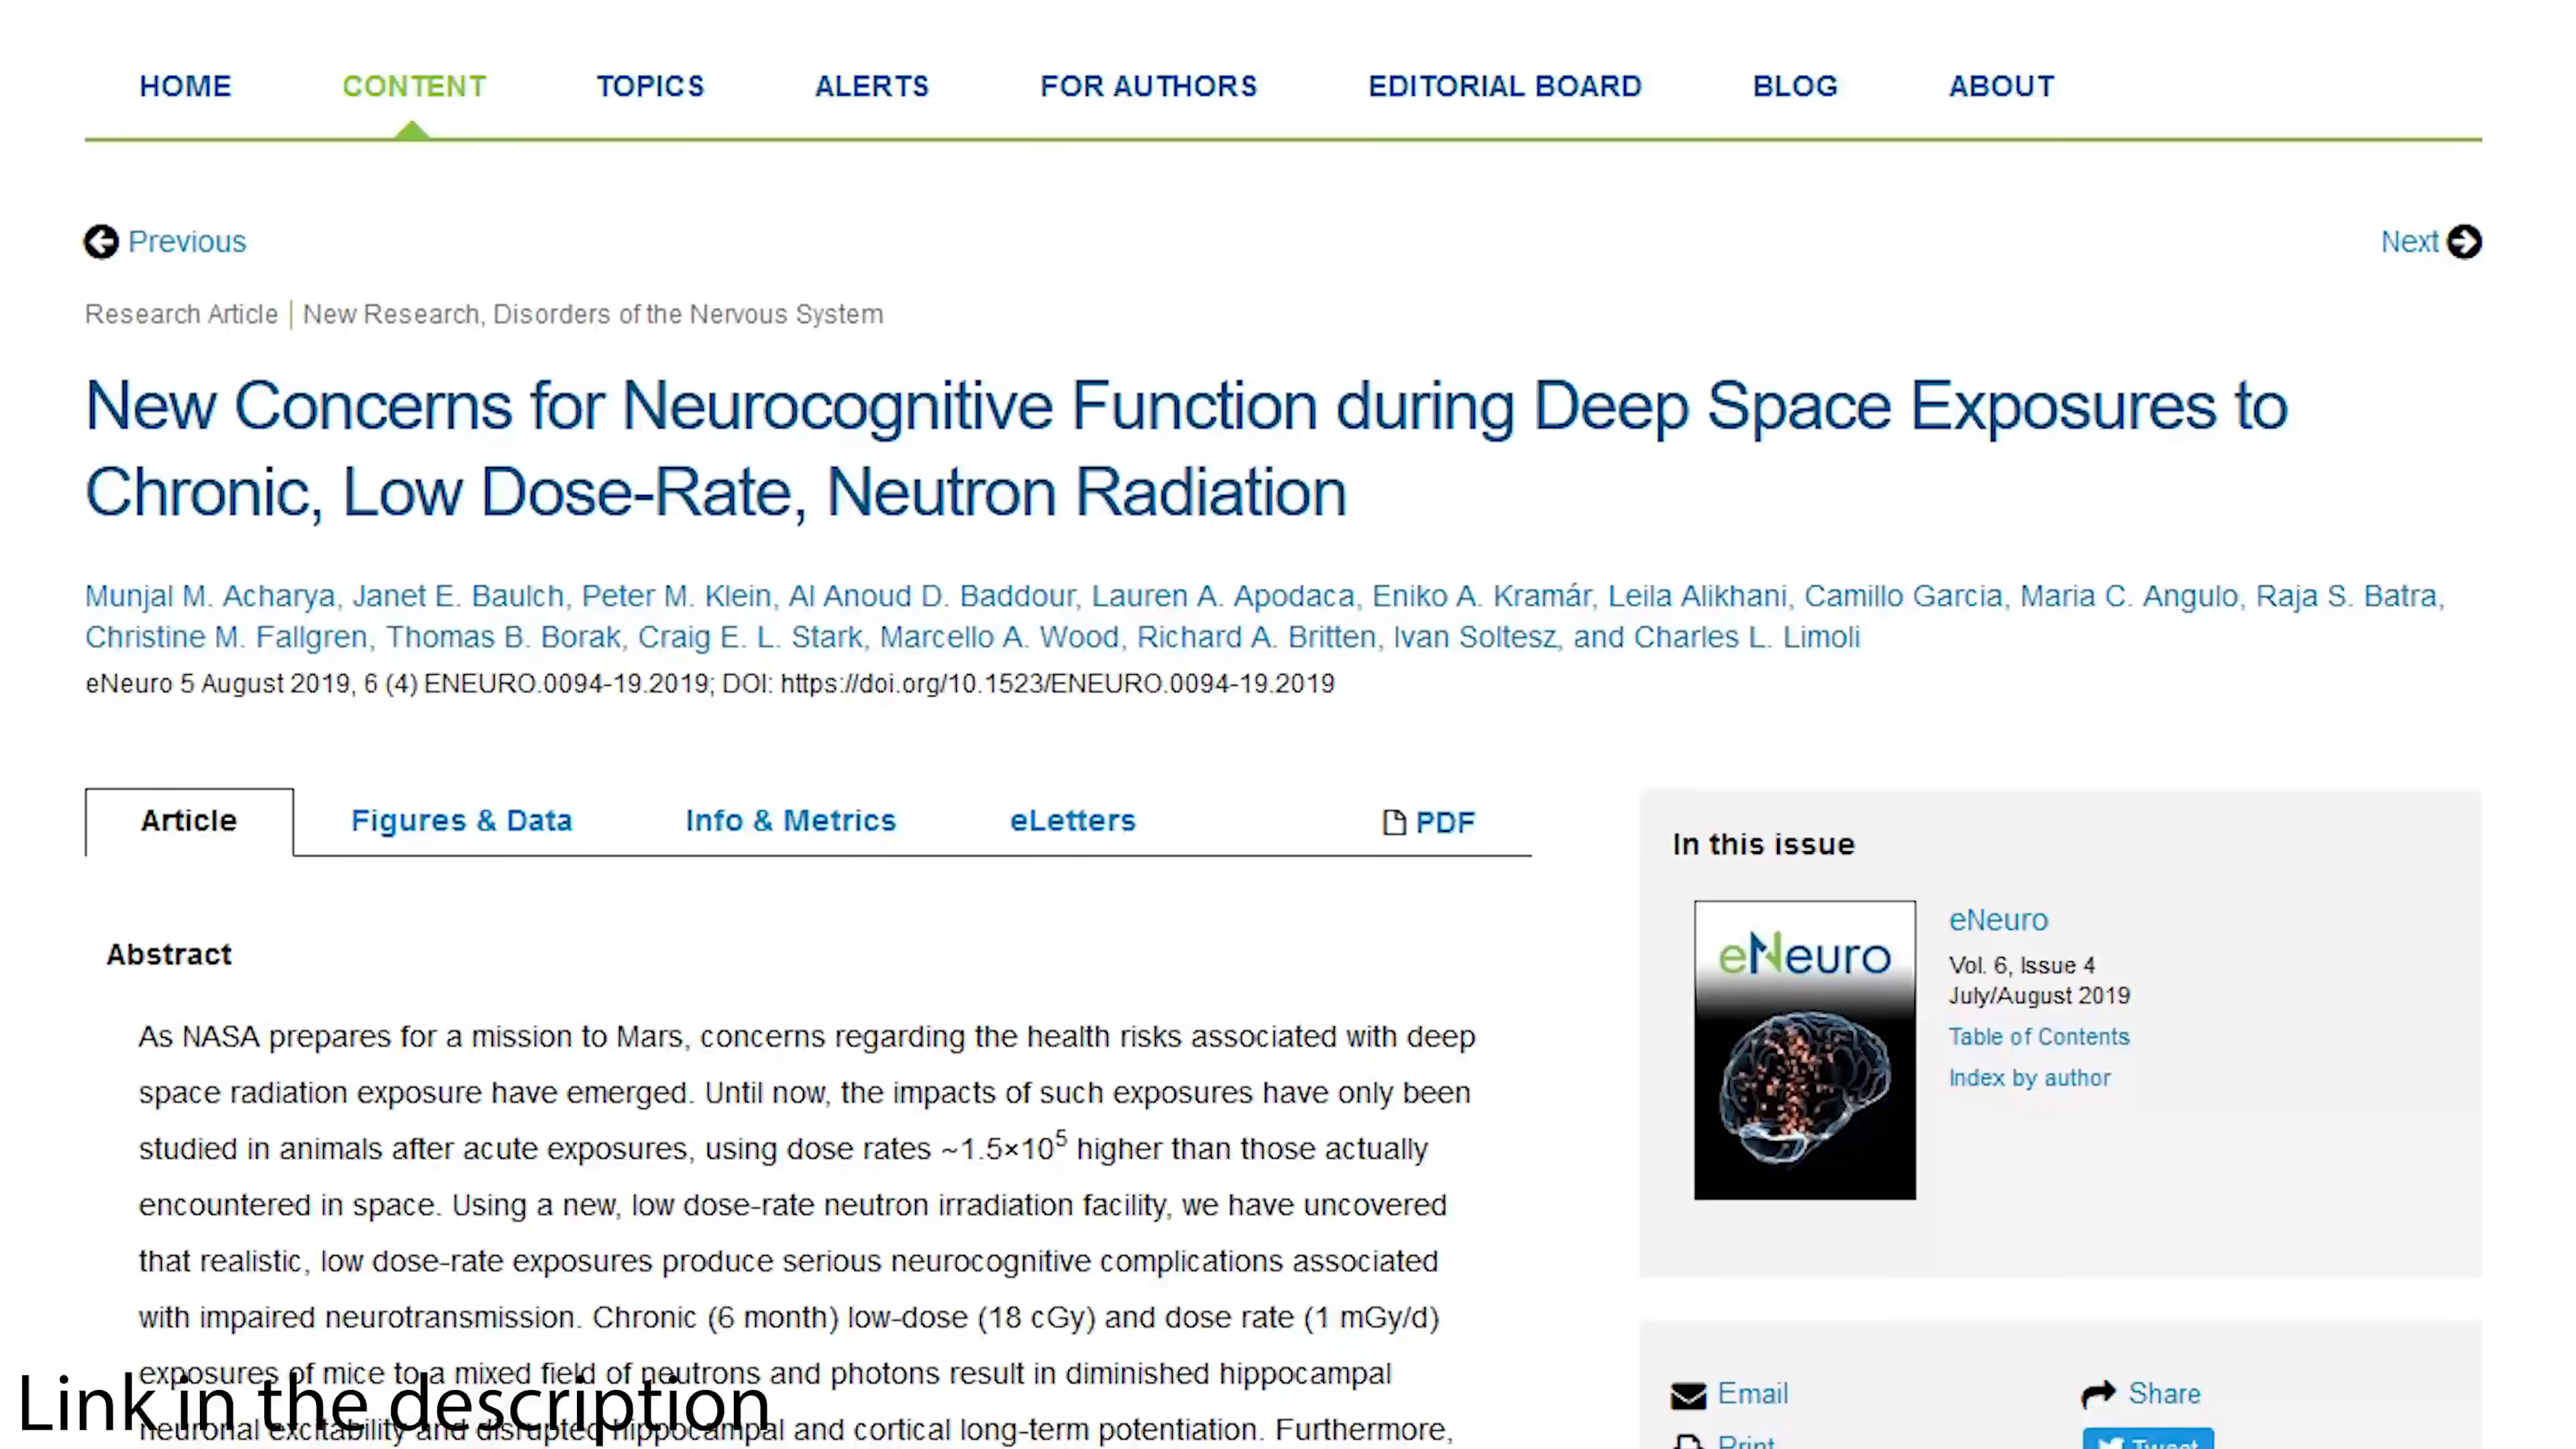 HOME CONTENT TOPICS ALERTS FOR AUTHORS EDITORIAL BOARD BLOG ABOUT
Previous
Next
Research Article | New Research, Disorders of the Nervous System
New Concerns for Neurocognitive Function during Deep Space Exposures to
Chronic, Low Dose-Rate, Neutron Radiation
Munjal M. Acharya, Janet E. Baulch, Peter M. Klein, Al Anoud D. Baddour, Lauren A. Apodaca, Eniko A. Kramár, Leila Alikhani, Camillo Garcia, Maria C. Angulo, Raja S. Batra,
Christine M. Fallgren, Thomas B. Borak, Craig E. L. Stark, Marcello A. Wood, Richard A. Britten, Ivan Soltesz, and Charles L. Limoli
eNeuro 5 August 2019, 6 (4) ENEURO.0094-19.2019; DOI: https://doi.org/10.1523/ENEURO.0094-19.2019
Article Figures & Data Info & Metrics eLetters PDF
Abstract
As NASA prepares for a mission to Mars, concerns regarding the health risks associated with deep
space radiation exposure have emerged. Until now, the impacts of such exposures have only been
studied in animals after acute exposures, using dose rates ~1.5×10⁵ higher than those actually
encountered in space. Using a new, low dose-rate neutron irradiation facility, we have uncovered
that realistic, low dose-rate exposures produce serious neurocognitive complications associated
with impaired neurotransmission. Chronic (6 month) low-dose (18 cGy) and dose rate (1 mGy/d)
exposures of mice to a mixed field of neutrons and photons result in diminished hippocampal
neuronal excitability and disrupted hippocampal and cortical long-term potentiation. Furthermore,
Link in the description
In this issue
eNeuro
eNeuro
Vol. 6, Issue 4
July/August 2019
Table of Contents
Index by author
Email
Share
Print
Tweet